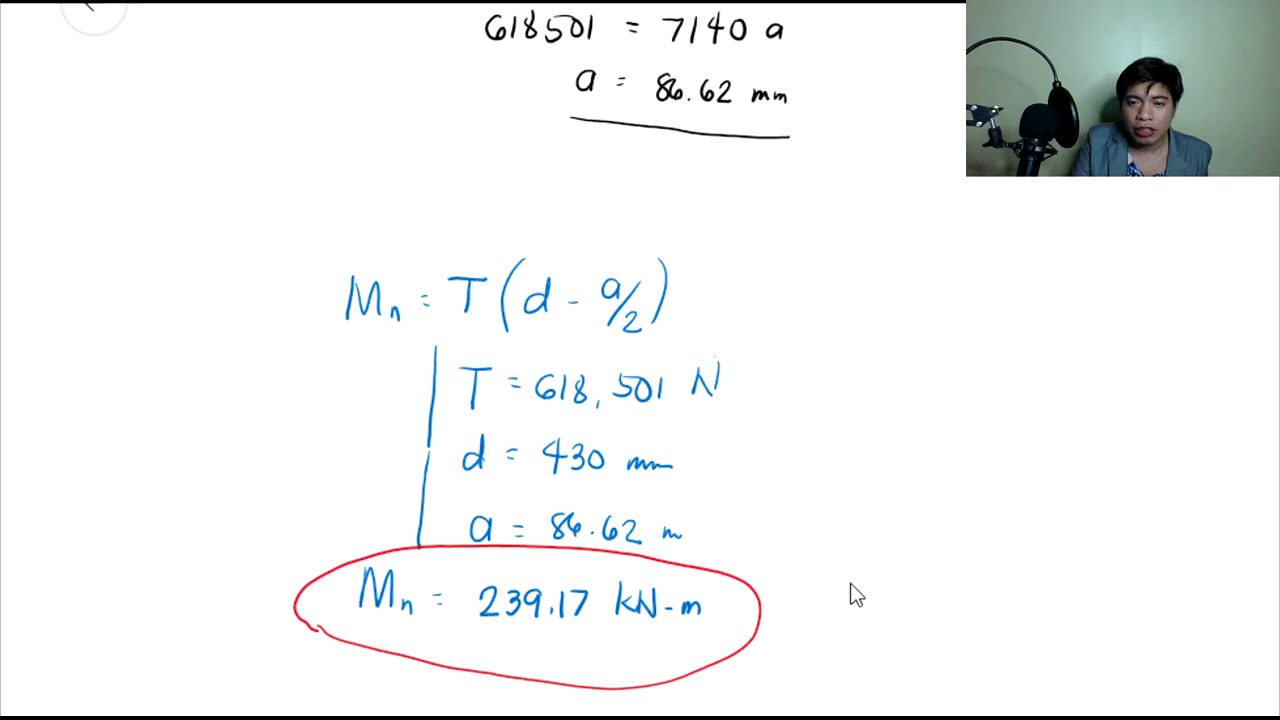 618501 = 7140 a
a = 86.62 mm
Mn = T(d - a/2)
T = 618,501 N
d = 430 mm
a = 86.62 m
Mn = 239.17 kN-m